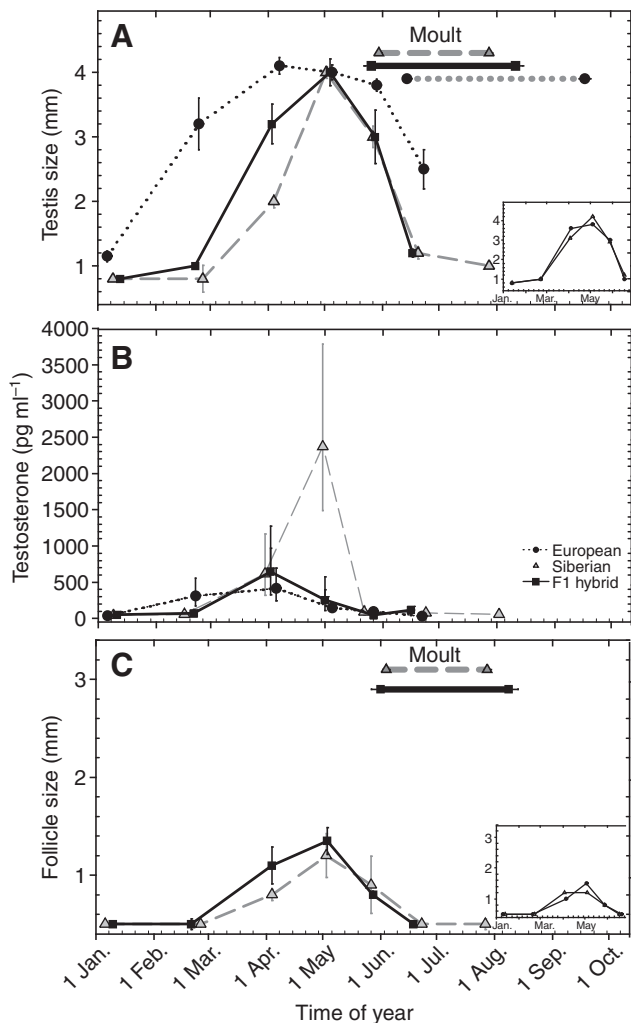 A
Moult
Testis size (mm)
4
3
2
1
4
3
2
1
Jan.
Mar.
May
B
Testosterone (pg ml⁻¹)
4000
3500
3000
2500
2000
1500
1000
500
0
European
Siberian
F1 hybrid
C
Moult
Follicle size (mm)
3
2
1
3
2
1
Jan.
Mar.
May
1 Jan.
1 Feb.
1 Mar.
1 Apr.
1 May
1 Jun.
1 Jul.
1 Aug.
1 Sep.
1 Oct.
Time of year